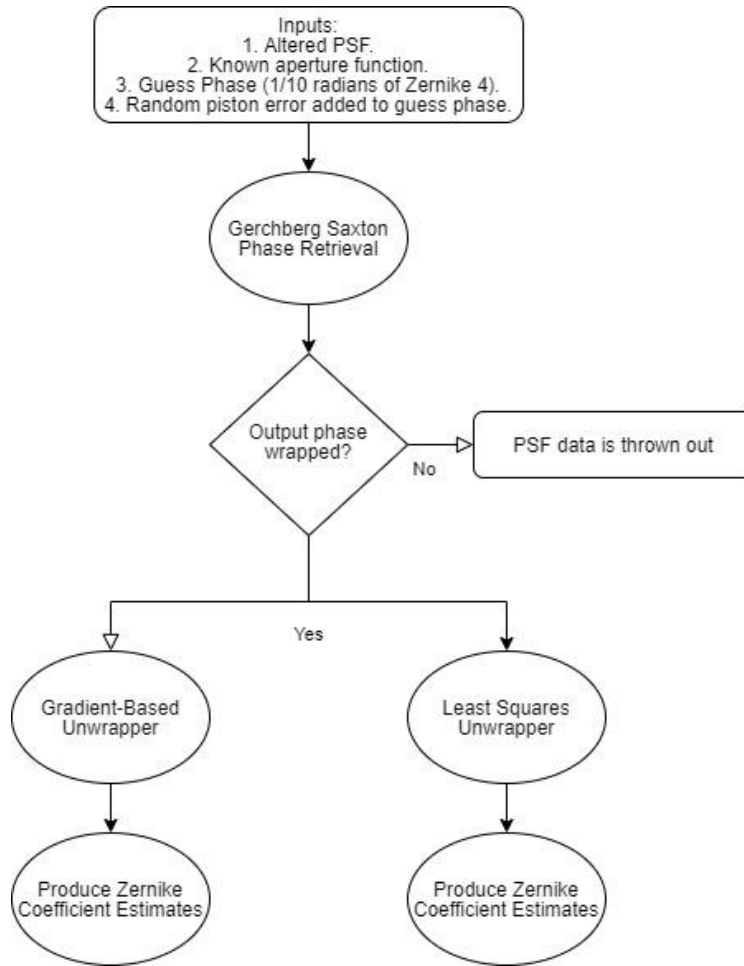 Inputs:
1. Altered PSF.
2. Known aperture function.
3. Guess Phase (1/10 radians of Zernike 4).
4. Random piston error added to guess phase.
Gerchberg Saxton
Phase Retrieval
Output phase
wrapped?
No
PSF data is thrown out
Yes
Gradient-Based
Unwrapper
Least Squares
Unwrapper
Produce Zernike
Coefficient Estimates
Produce Zernike
Coefficient Estimates